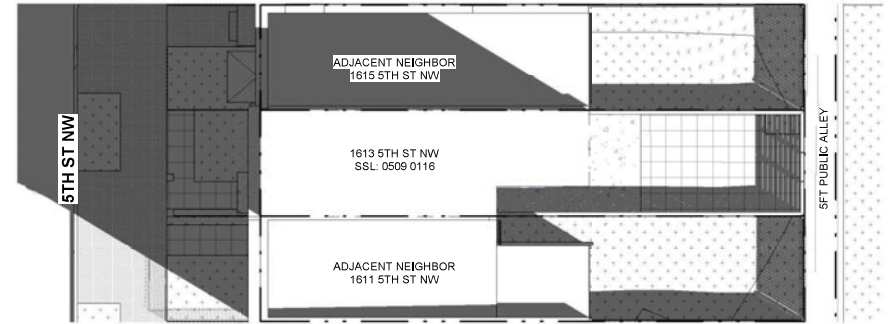 ADJACENT NEIGHBOR
1615 5TH ST NW
5TH ST NW
1613 5TH ST NW
SSL: 0509 0116
5FT PUBLIC ALLEY
ADJACENT NEIGHBOR
1611 5TH ST NW